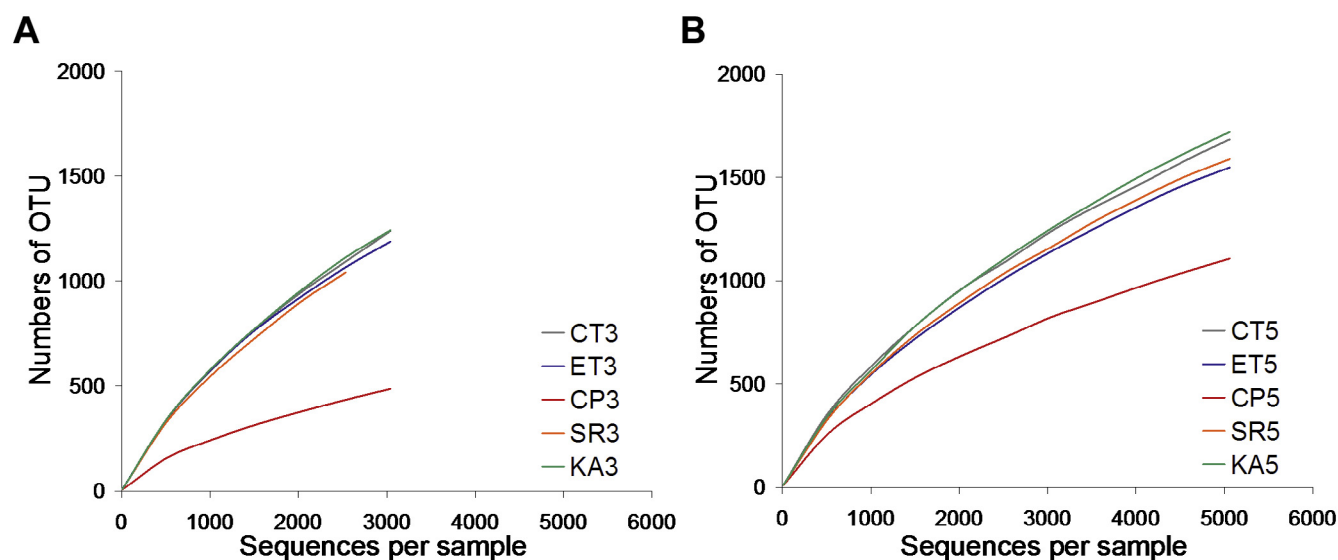 A
Numbers of OTU
2000
1500
1000
500
0
0 1000 2000 3000 4000 5000 6000
Sequences per sample
CT3
ET3
CP3
SR3
KA3
B
Numbers of OTU
2000
1500
1000
500
0
0 1000 2000 3000 4000 5000 6000
Sequences per sample
CT5
ET5
CP5
SR5
KA5